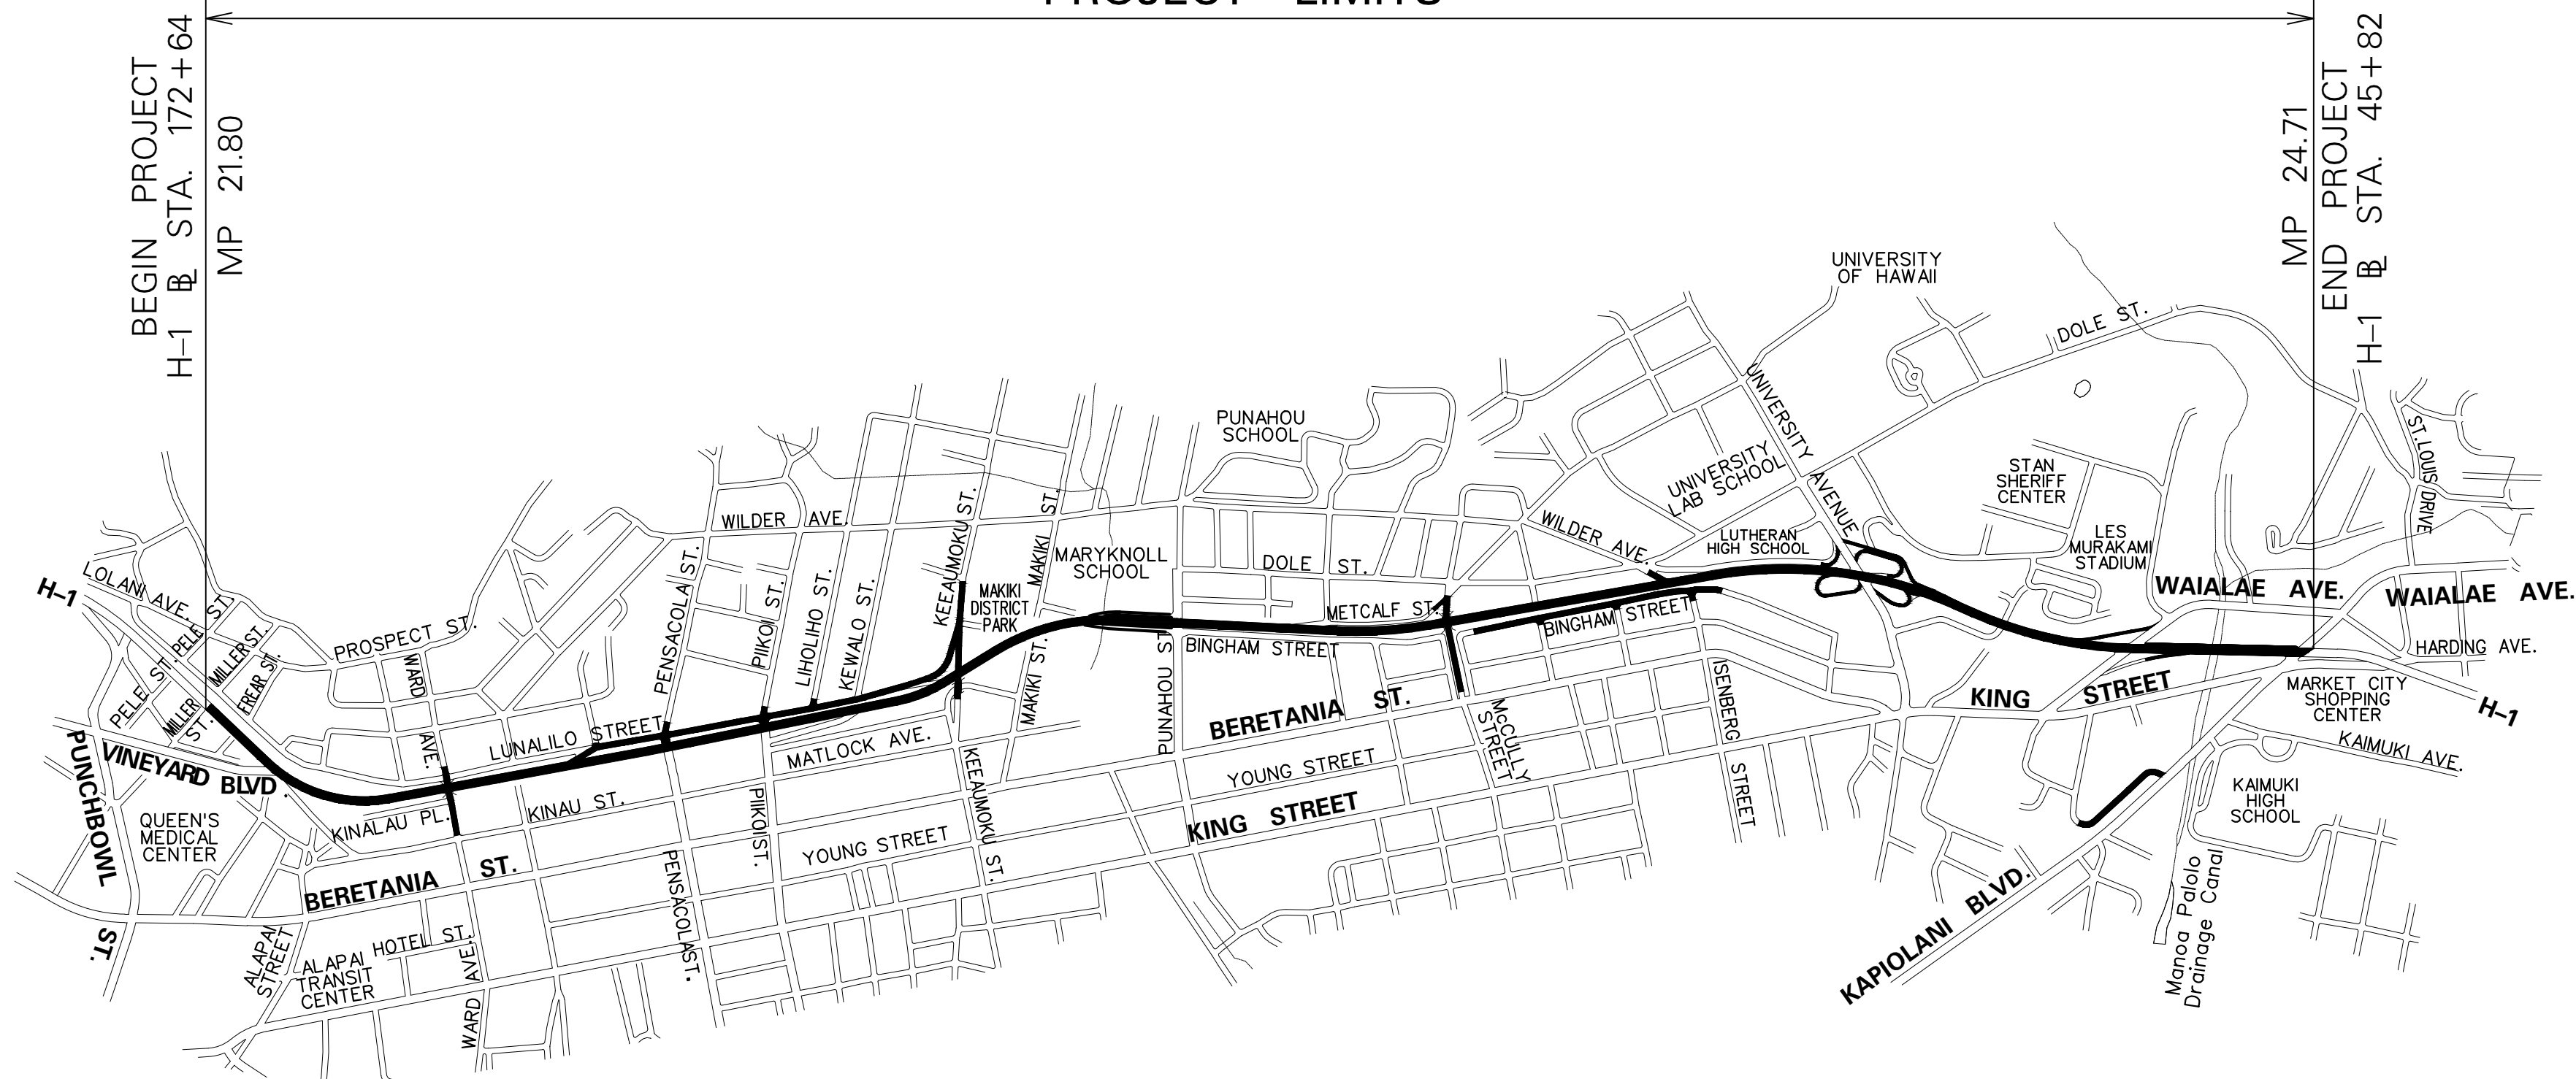 PROJECT LIMITS
BEGIN PROJECT
H-1 BL STA. 172+64
MP 21.80
MP 24.71
END PROJECT
H-1 BL STA. 45+82
UNIVERSITY
OF HAWAII
DOLE ST.
PUNAHOU
SCHOOL
UNIVERSITY AVENUE
UNIVERSITY
LAB SCHOOL
STAN
SHERIFF
CENTER
ST.LOUIS DRIVE
WILDER AVE.
KEEAUMOKU ST.
MAKIKI ST.
MARYKNOLL
SCHOOL
DOLE ST.
WILDER AVE.
LUTHERAN
HIGH SCHOOL
LES
MURAKAMI
STADIUM
H-1
LOLANI AVE.
PELE ST.
PELE ST.
MILLER ST.
MILLER
ST.
FREAR ST.
PROSPECT ST.
WARD
AVE.
PENSACOLA ST.
PIIKOI ST.
LIHOLIHO ST.
KEWALO ST.
MAKIKI
DISTRICT
PARK
MAKIKI ST.
METCALF ST.
BINGHAM STREET
BINGHAM STREET
WAIALAE AVE.
WAIALAE AVE.
HARDING AVE.
PUNAHOU ST.
ISENBERG
STREET
KING STREET
MARKET CITY
SHOPPING
CENTER
H-1
KAIMUKI AVE.
LUNALILO STREET
MATLOCK AVE.
BERETANIA ST.
McCULLY
STREET
PUNCHBOWL
ST.
VINEYARD BLVD.
KINALAU PL.
KINAU ST.
PIIKOI ST.
KEEAUMOKU ST.
YOUNG STREET
KING STREET
QUEEN'S
MEDICAL
CENTER
YOUNG STREET
KAIMUKI
HIGH
SCHOOL
BERETANIA ST.
PENSACOLA ST.
KAPIOLANI BLVD.
Manoa Palolo
Drainage Canal
ALAPAI
STREET
HOTEL ST.
ALAPAI
TRANSIT
CENTER
WARD AVE.